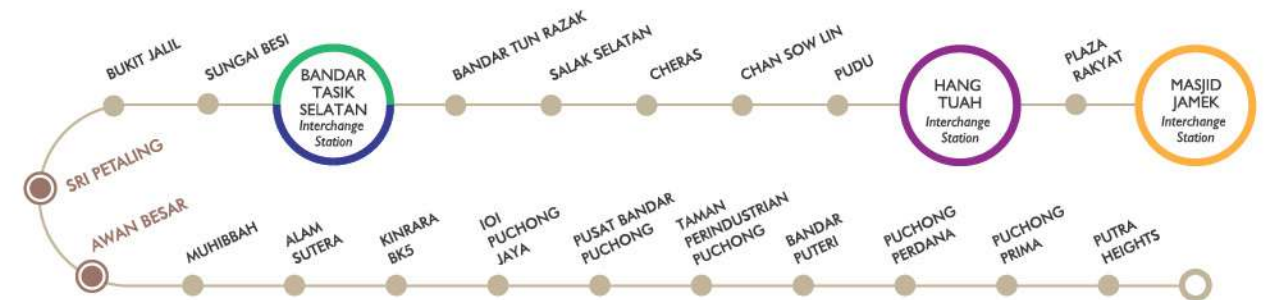 BUKIT JALIL
SUNGAI BESI
BANDAR
TASIK
SELATAN
Interchange
Station
BANDAR TUN RAZAK
SALAK SELATAN
CHERAS
CHAN SOW LIN
PUDU
HANG
TUAH
Interchange
Station
PLAZA
RAKYAT
MASJID
JAMEK
Interchange
Station
SRI PETALING
AWAN BESAR
MUHIBBAH
ALAM
SUTERA
KINRARA
BK5
IOI
PUCHONG
JAYA
PUSAT BANDAR
PUCHONG
TAMAN
PERINDUSTRIAN
PUCHONG
BANDAR
PUTERI
PUCHONG
PERDANA
PUCHONG
PRIMA
PUTRA
HEIGHTS